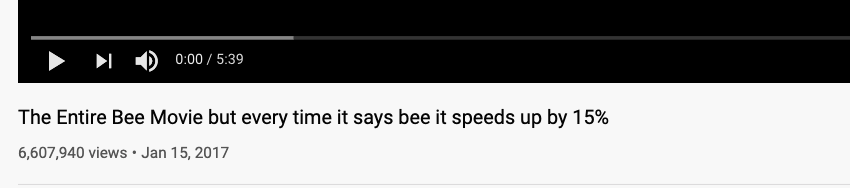 0:00 / 5:39
The Entire Bee Movie but every time it says bee it speeds up by 15%
6,607,940 views • Jan 15, 2017